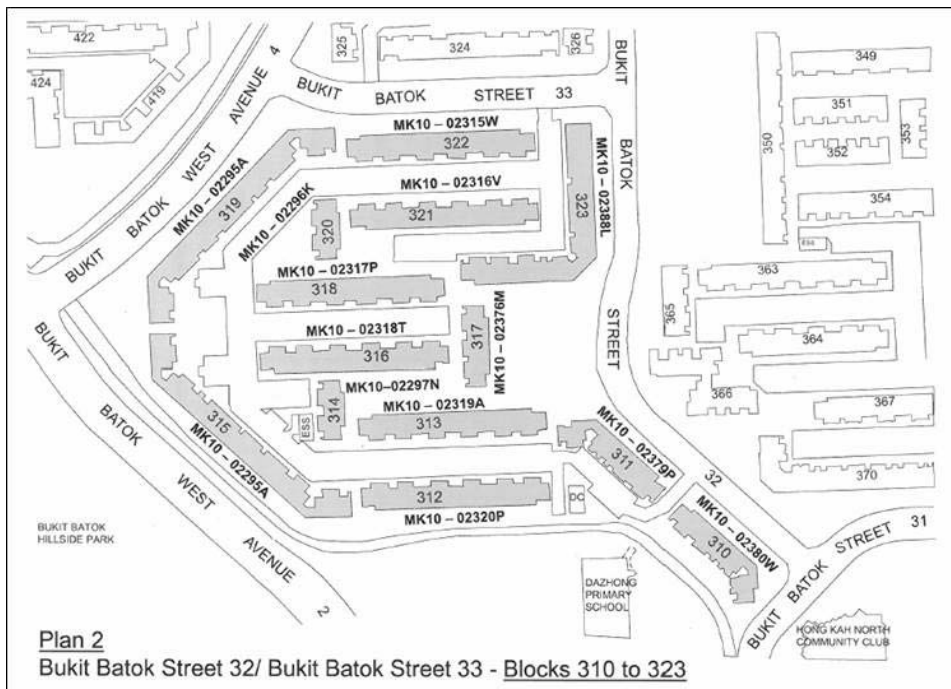 422
424
419
BUKIT BATOK WEST AVENUE 4
325
324
326
BUKIT BATOK STREET 33
BUKIT BATOK STREET 32
349
350
351
352
353
354
ESS
363
365
364
366
367
370
MK10 – 02315W
322
MK10 – 02295A
319
MK10 – 02296K
320
MK10 – 02316V
321
323
MK10 – 02388L
MK10 – 02317P
318
MK10 – 02318T
316
317
MK10 – 02376M
MK10–02297N
314
ESS
MK10 – 02319A
313
315
MK10 – 02295A
312
MK10 – 02320P
DC
311
MK10 – 02379P
310
MK10 – 02380W
BUKIT BATOK WEST AVENUE 2
BUKIT BATOK STREET 31
BUKIT BATOK
HILLSIDE PARK
DAZHONG
PRIMARY
SCHOOL
HONG KAH NORTH
COMMUNITY CLUB
Plan 2
Bukit Batok Street 32/ Bukit Batok Street 33 - Blocks 310 to 323